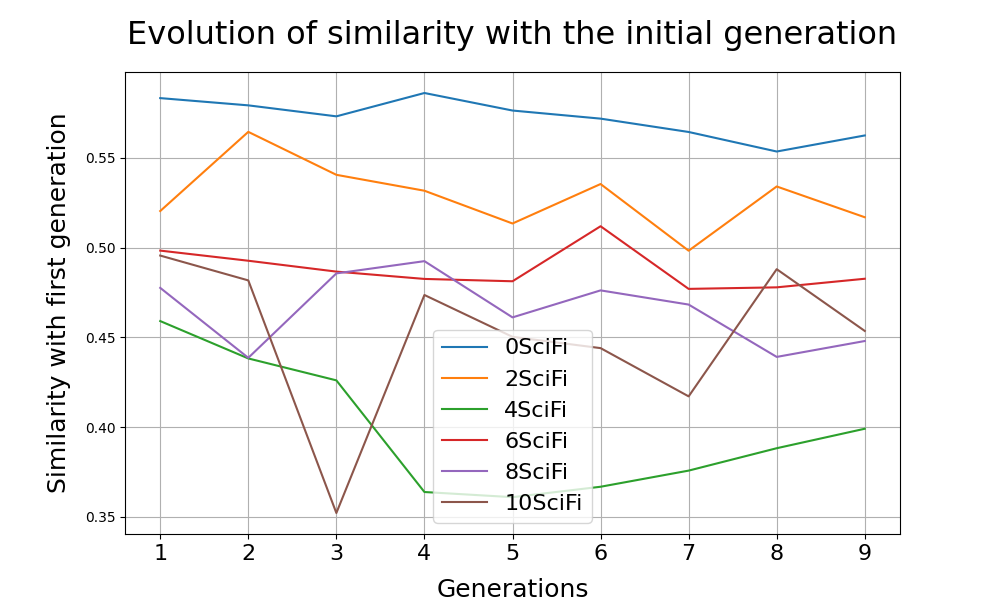 Evolution of similarity with the initial generation
Similarity with first generation
0.55
0.50
0.45
0.40
0.35
0SciFi
2SciFi
4SciFi
6SciFi
8SciFi
10SciFi
1 2 3 4 5 6 7 8 9
Generations